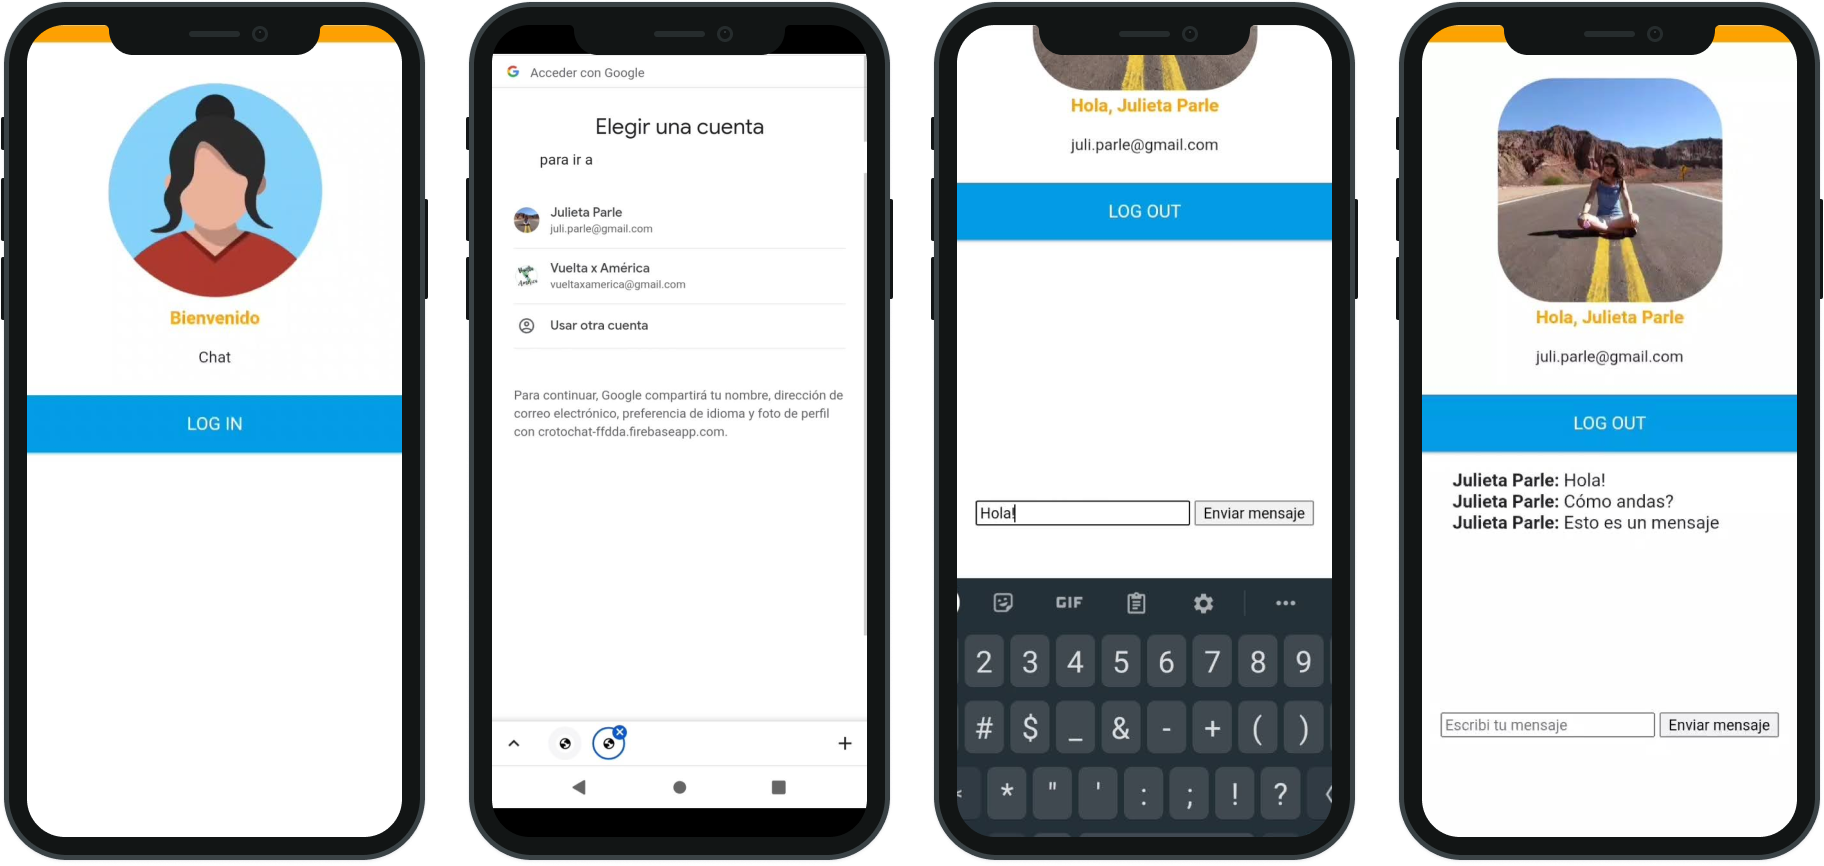 Bienvenido
Chat
LOG IN
Acceder con Google
Elegir una cuenta
para ir a
Julieta Parle
juli.parle@gmail.com
Vuelta x América
vueltaxamerica@gmail.com
Usar otra cuenta
Para continuar, Google compartirá tu nombre, dirección de
correo electrónico, preferencia de idioma y foto de perfil
con crotochat-ffdda.firebaseapp.com.
Hola, Julieta Parle
juli.parle@gmail.com
LOG OUT
Hola!
Enviar mensaje
GIF
2 3 4 5 6 7 8 9
# $ _ & - + ( )
* " ' : ; ! ?
Hola, Julieta Parle
juli.parle@gmail.com
LOG OUT
Julieta Parle: Hola!
Julieta Parle: Cómo andas?
Julieta Parle: Esto es un mensaje
Escribi tu mensaje
Enviar mensaje